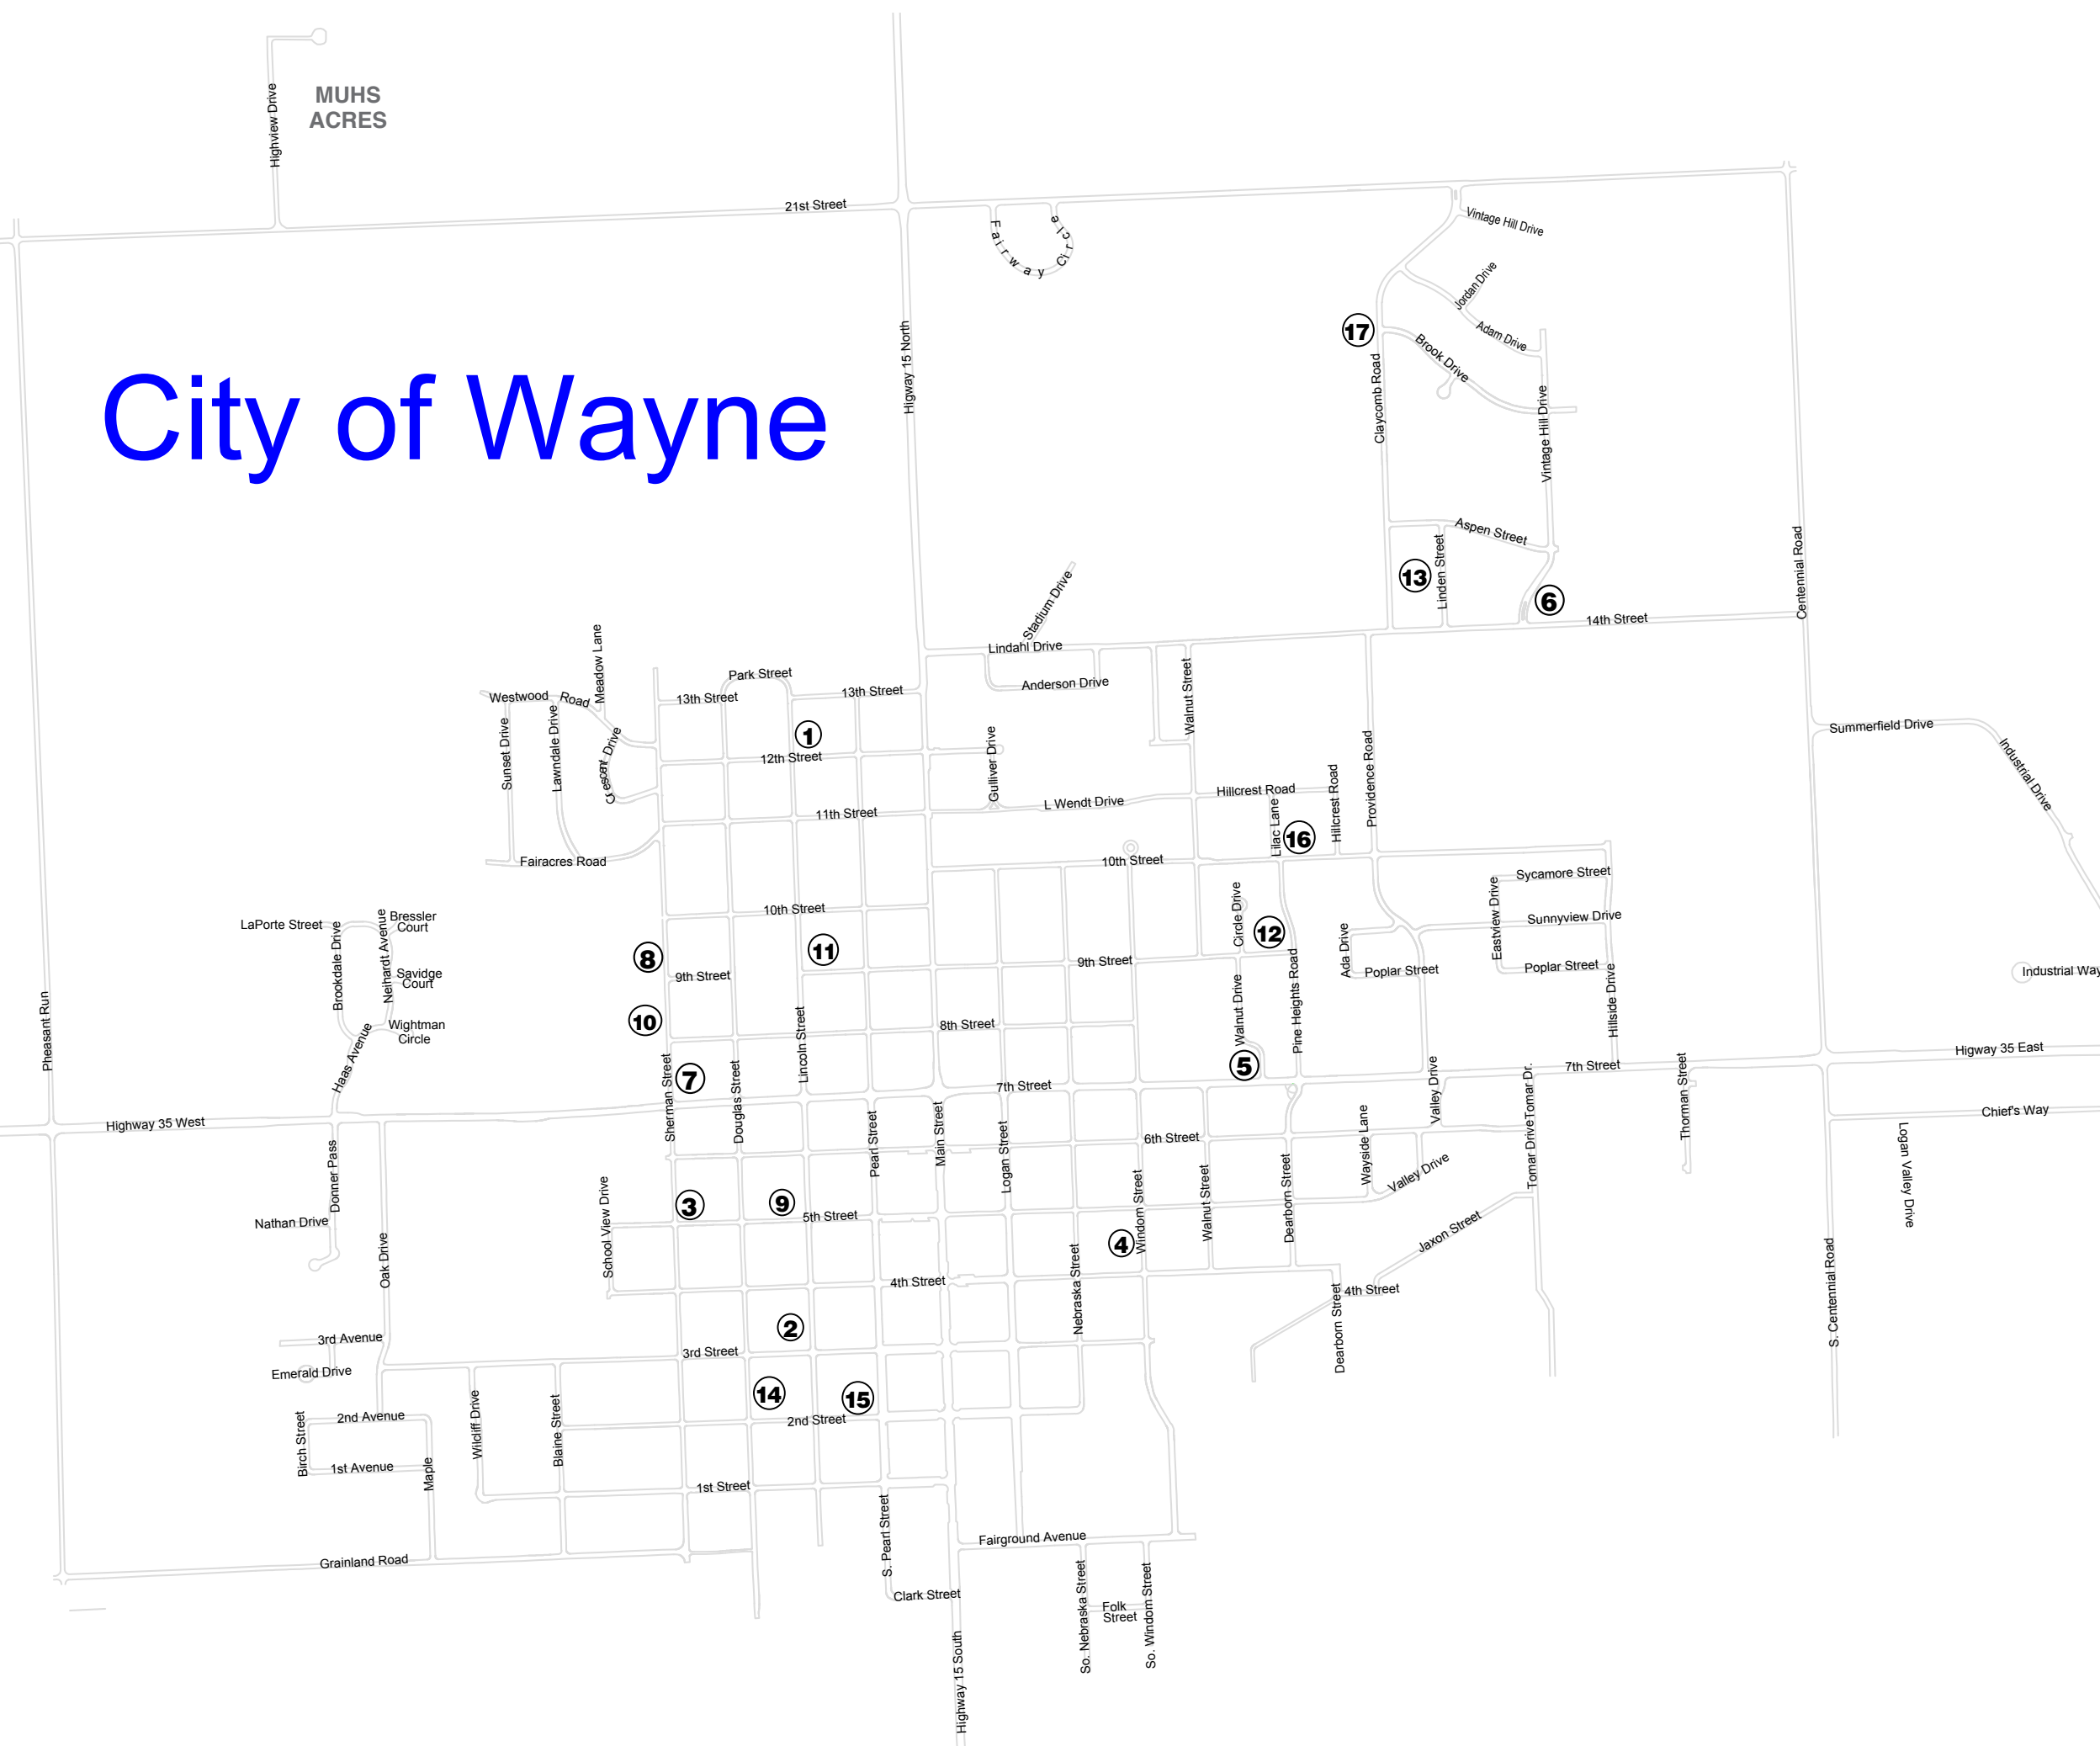 MUHS
ACRES
Highview Drive
21st Street
Fairway Circle
Vintage Hill Drive
Jordan Drive
Adam Drive
17
Brook Drive
Higway 15 North
Claycomb Road
Vintage Hill Drive
City of Wayne
Aspen Street
Centennial Road
Linden Street
13
6
14th Street
Stadium Drive
Lindahl Drive
Anderson Drive
Walnut Street
Meadow Lane
Park Street
13th Street
13th Street
Westwood Road
Sunset Drive
Lawndale Drive
Crescent Drive
1
12th Street
Gulliver Drive
Summerfield Drive
Industrial Drive
Providence Road
Hillcrest Road
Hillcrest Road
L Wendt Drive
11th Street
Lilac Lane
16
Fairacres Road
10th Street
Sycamore Street
Eastview Drive
Sunnyview Drive
Circle Drive
10th Street
LaPorte Street
Brookdale Drive
Neihardt Avenue
Bressler
Court
12
11
8
Ada Drive
9th Street
9th Street
Poplar Street
Poplar Street
Savidge
Court
Industrial Way
Pheasant Run
Hillside Drive
Pine Heights Road
Walnut Drive
10
8th Street
Wightman
Circle
Haas Avenue
Lincoln Street
Higway 35 East
5
7
7th Street
7th Street
Sherman Street
Douglas Street
Valley Drive
Tomar Dr.
Thorman Street
Highway 35 West
Chief's Way
Pearl Street
Main Street
Logan Street
6th Street
Wayside Lane
Tomar Drive
Valley Drive
Donner Pass
Logan Valley Drive
School View Drive
3
9
5th Street
Nathan Drive
Windom Street
Walnut Street
Dearborn Street
Jaxon Street
4
Oak Drive
4th Street
Nebraska Street
4th Street
S. Centennial Road
Dearborn Street
2
3rd Avenue
3rd Street
Emerald Drive
14
15
2nd Avenue
2nd Street
Birch Street
Wildcliff Drive
Blaine Street
1st Avenue
Maple
1st Street
S. Pearl Street
Fairground Avenue
Grainland Road
Clark Street
So. Nebraska Street
Folk
Street
So. Windom Street
Highway 15 South